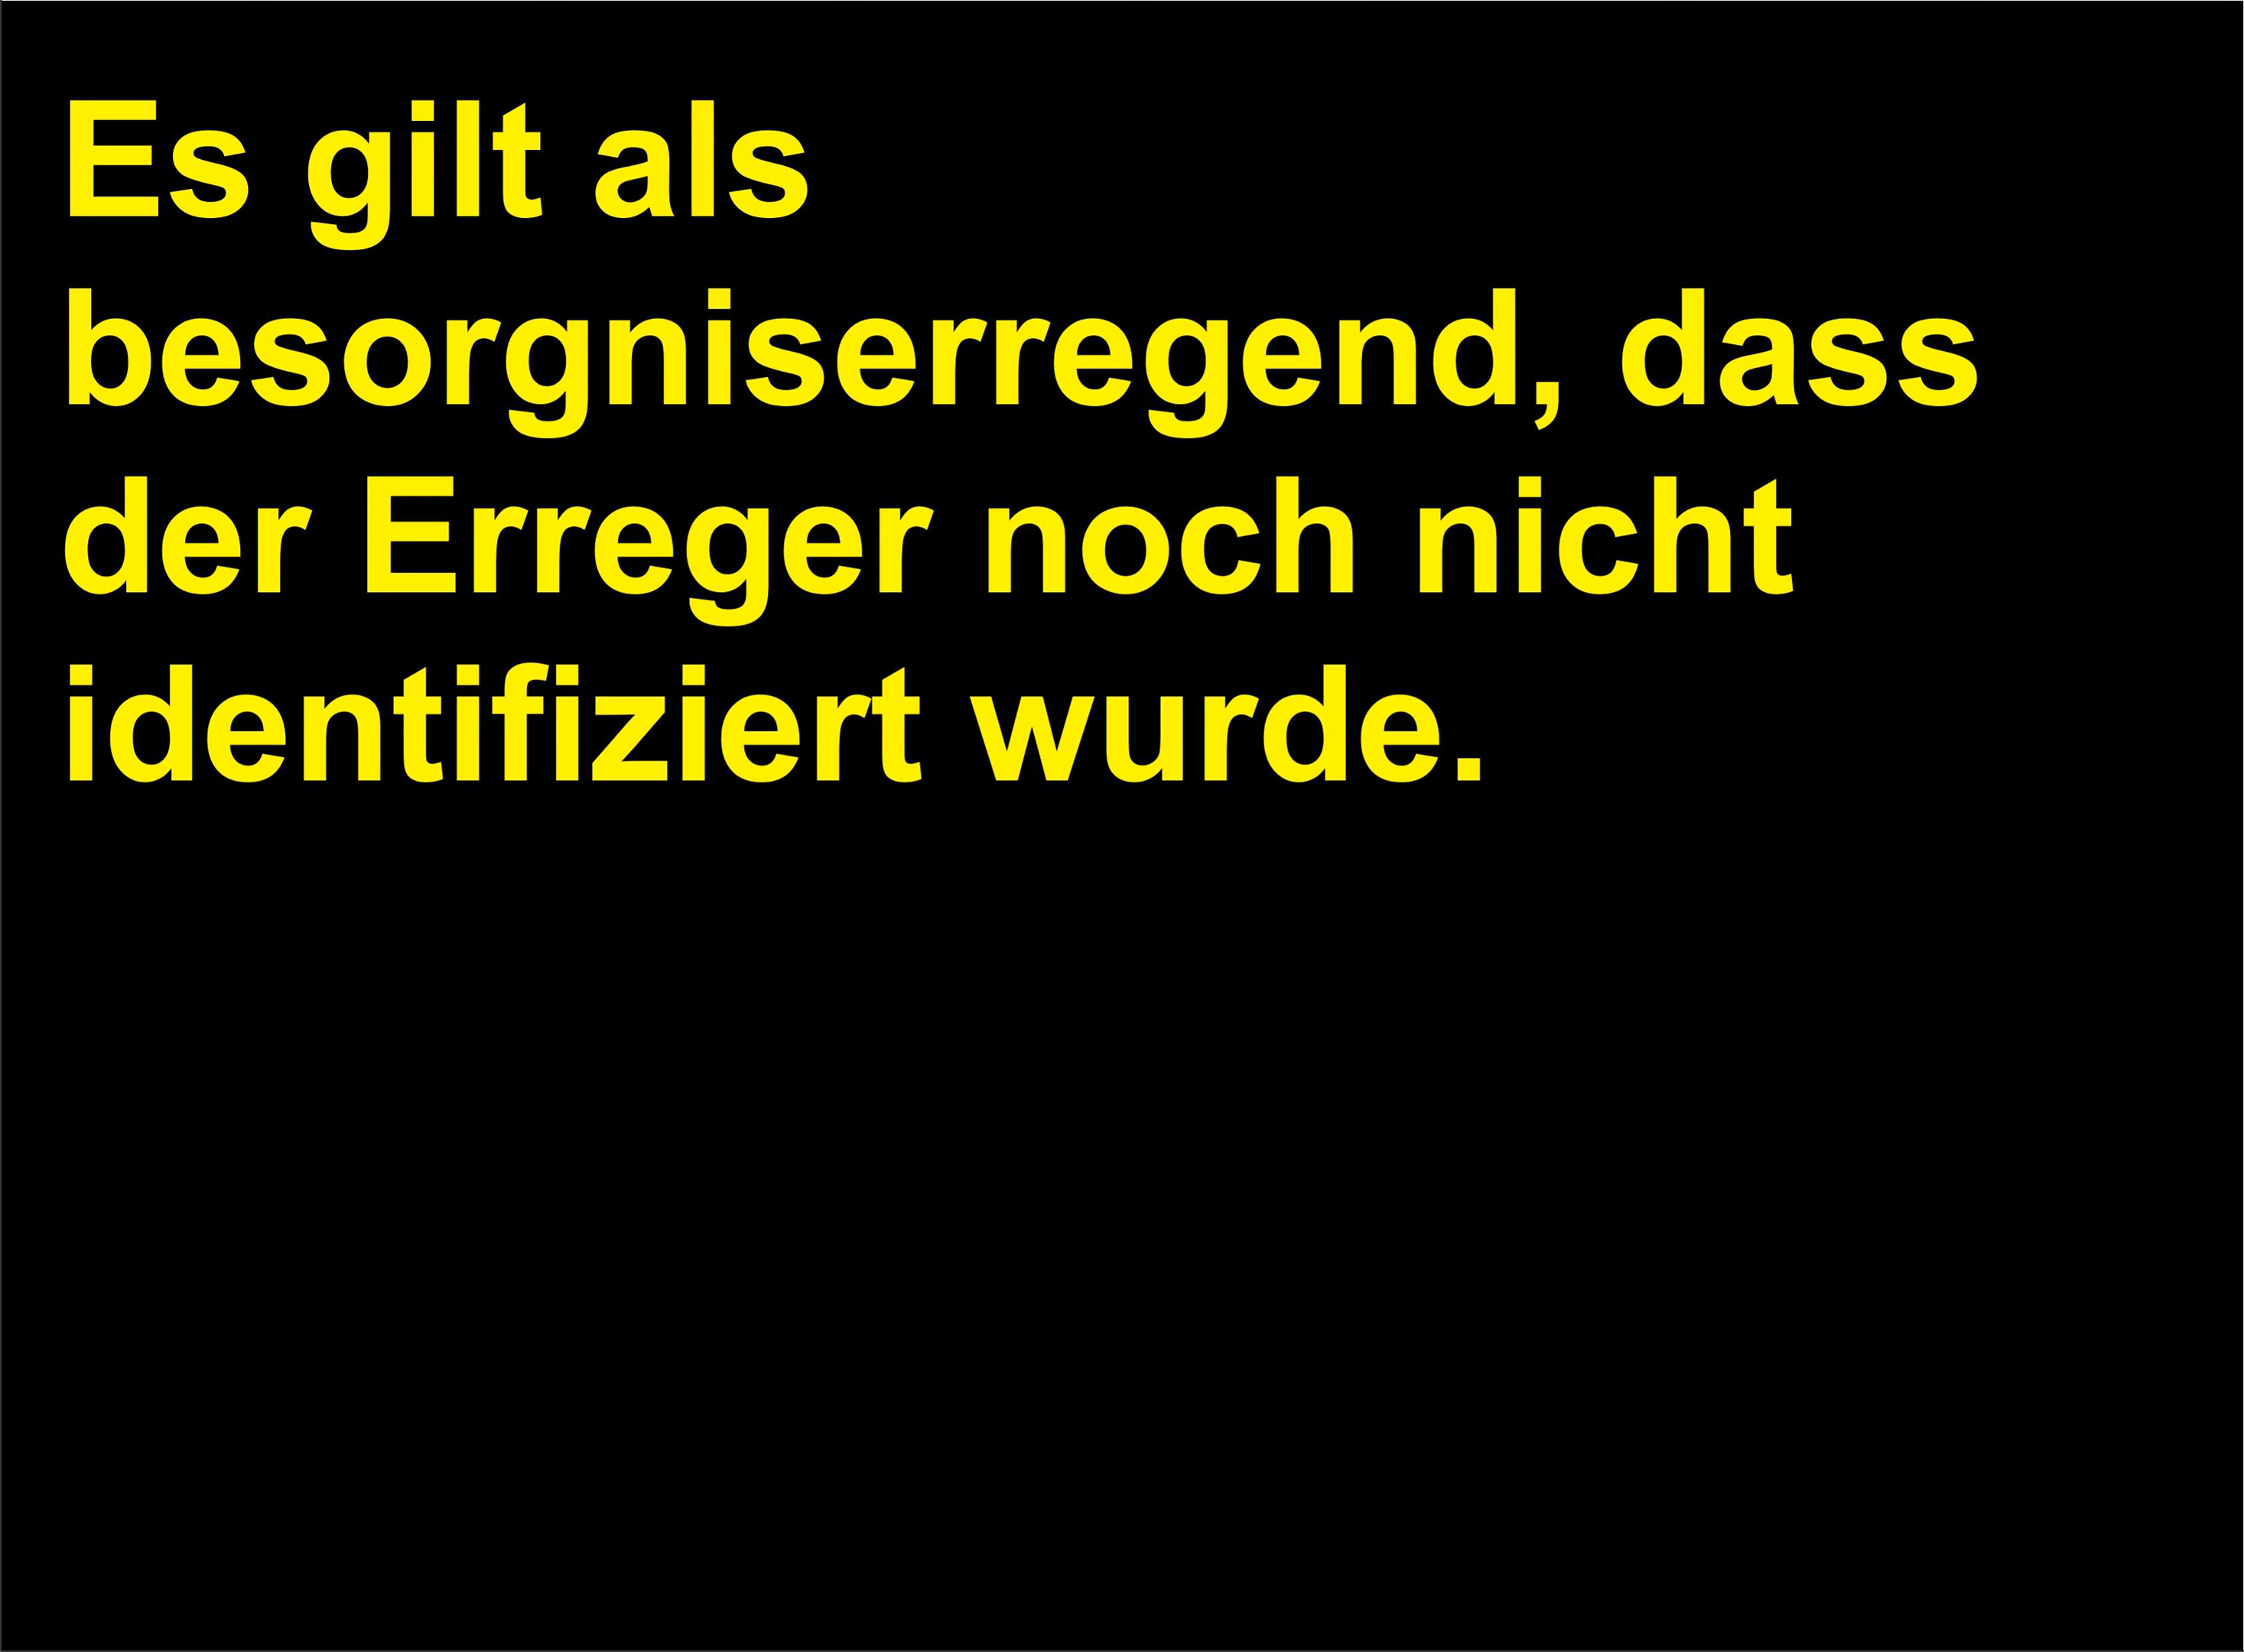 Es gilt als
besorgniserregend, dass
der Erreger noch nicht
identifiziert wurde.